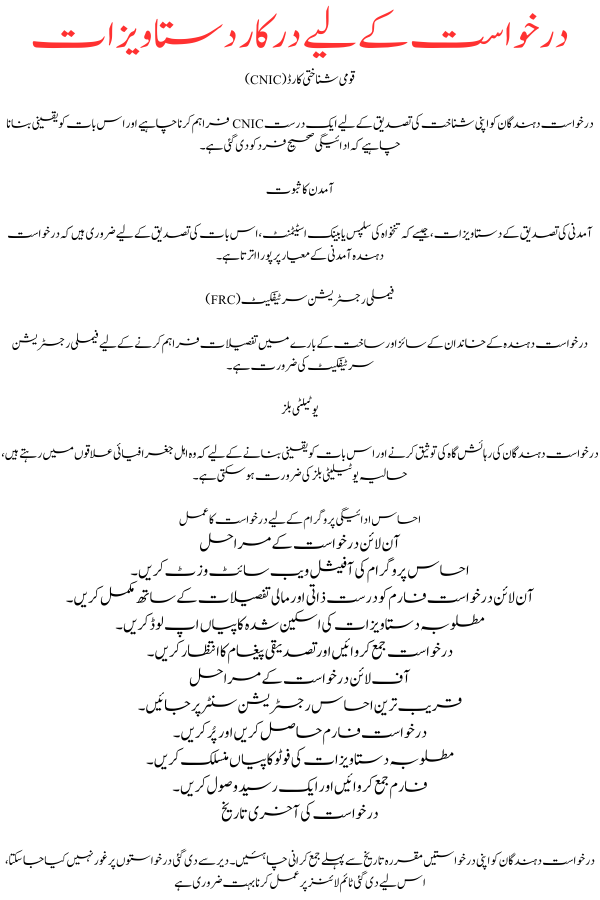 درخواست کے لیے درکار دستاویزات
قومی شناختی کارڈ (CNIC)
درخواست دہندگان کو اپنی شناخت کی تصدیق کے لیے ایک درست CNIC فراہم کرنا چاہیے اور اس بات کو یقینی بنانا
چاہیے کہ ادائیگی صحیح فرد کو دی گئی ہے۔
آمدن کا ثبوت
آمدنی کی تصدیق کے دستاویزات، جیسے کہ تنخواہ کی سلپس یا بینک اسٹیٹمنٹ، اس بات کی تصدیق کے لیے ضروری ہیں کہ درخواست
دہندہ آمدنی کے معیار پر پورا اترتا ہے۔
فیملی رجسٹریشن سرٹیفکیٹ (FRC)
درخواست دہندہ کے خاندان کے سائز اور ساخت کے بارے میں تفصیلات فراہم کرنے کے لیے فیملی رجسٹریشن
سرٹیفکیٹ کی ضرورت ہے۔
یوٹیلٹی بلز
درخواست دہندگان کی رہائش گاہ کی توثیق کرنے اور اس بات کو یقینی بنانے کے لیے کہ وہ اہل جغرافیائی علاقوں میں رہتے ہیں،
حالیہ یوٹیلیٹی بلز کی ضرورت ہو سکتی ہے۔
احساس ادائیگی پروگرام کے لیے درخواست کا عمل
آن لائن درخواست کے مراحل
احساس پروگرام کی آفیشل ویب سائٹ وزٹ کریں۔
آن لائن درخواست فارم کو درست ذاتی اور مالی تفصیلات کے ساتھ مکمل کریں۔
مطلوبہ دستاویزات کی اسکین شدہ کاپیاں اپ لوڈ کریں۔
درخواست جمع کروائیں اور تصدیقی پیغام کا انتظار کریں۔
آف لائن درخواست کے مراحل
قریب ترین احساس رجسٹریشن سنٹر پر جائیں۔
درخواست فارم حاصل کریں اور پُر کریں۔
مطلوبہ دستاویزات کی فوٹو کاپیاں منسلک کریں۔
فارم جمع کروائیں اور ایک رسید وصول کریں۔
درخواست کی آخری تاریخ
درخواست دہندگان کو اپنی درخواستیں مقررہ تاریخ سے پہلے جمع کرانی چاہئیں۔ دیر سے دی گئی درخواستوں پر غور نہیں کیا جا سکتا،
اس لیے دی گئی ٹائم لائنز پر عمل کرنا بہت ضروری ہے